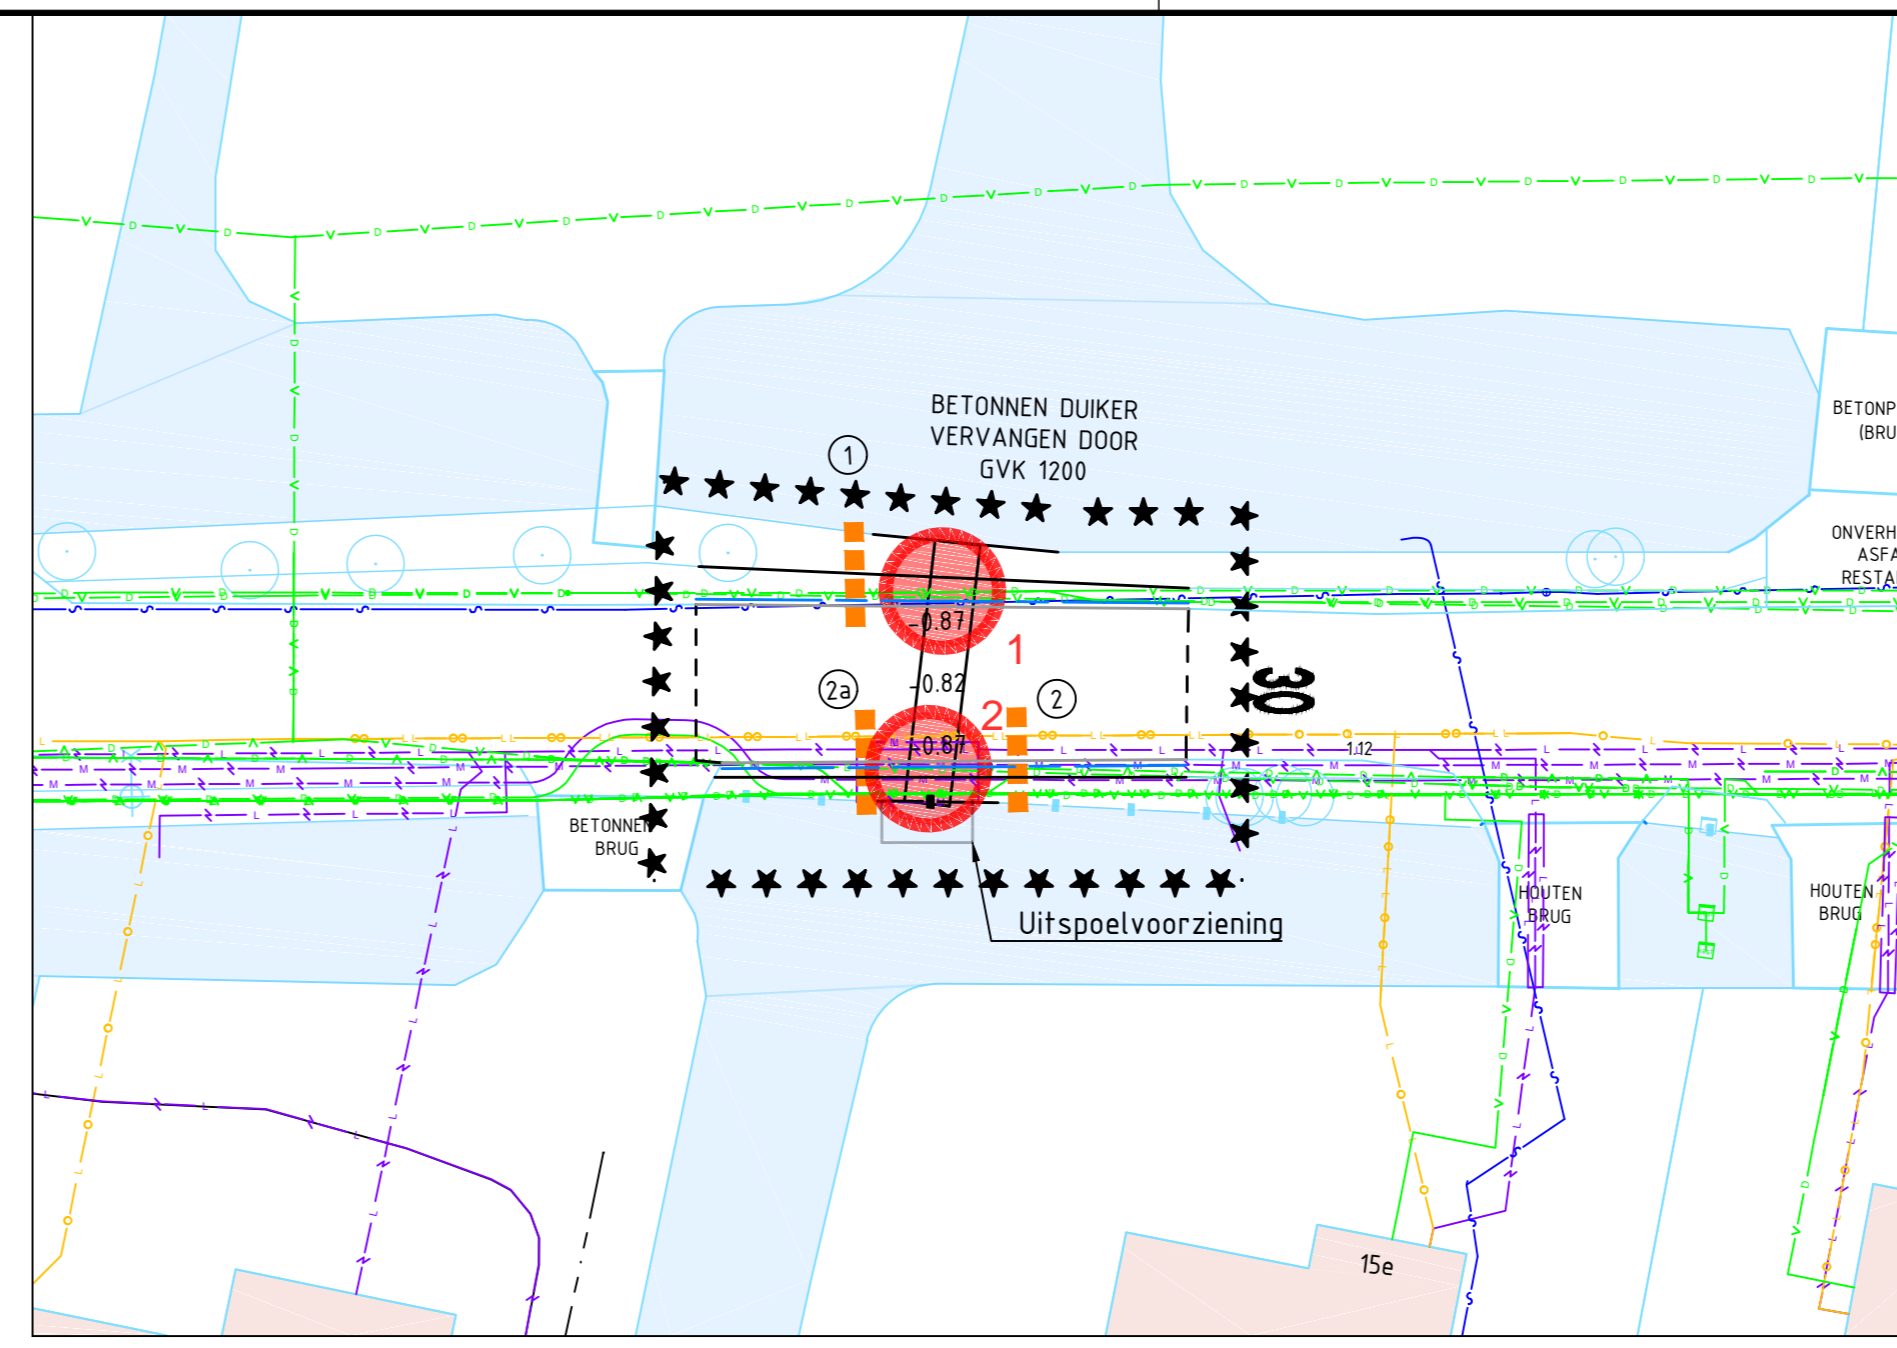 BETONNEN DUIKER
VERVANGEN DOOR
GVK 1200
1
BETONP
(BRU
ONVERH
ASFA
RESTA
-0.87
1
-0.82
2a
2
2
30
-0.87
1.12
BETONNEN
BRUG
HOUTEN
BRUG
HOUTEN
BRUG
Uitspoelvoorziening
15e